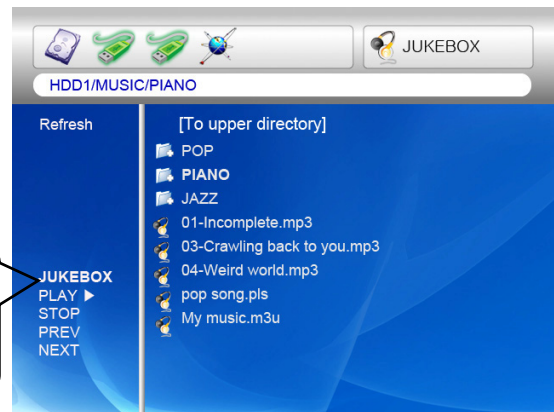 JUKEBOX
HDD1/MUSIC/PIANO
Refresh
[To upper directory]
POP
PIANO
JAZZ
01-Incomplete.mp3
03-Crawling back to you.mp3
04-Weird world.mp3
pop song.pls
My music.m3u
JUKEBOX
PLAY ▶
STOP
PREV
NEXT